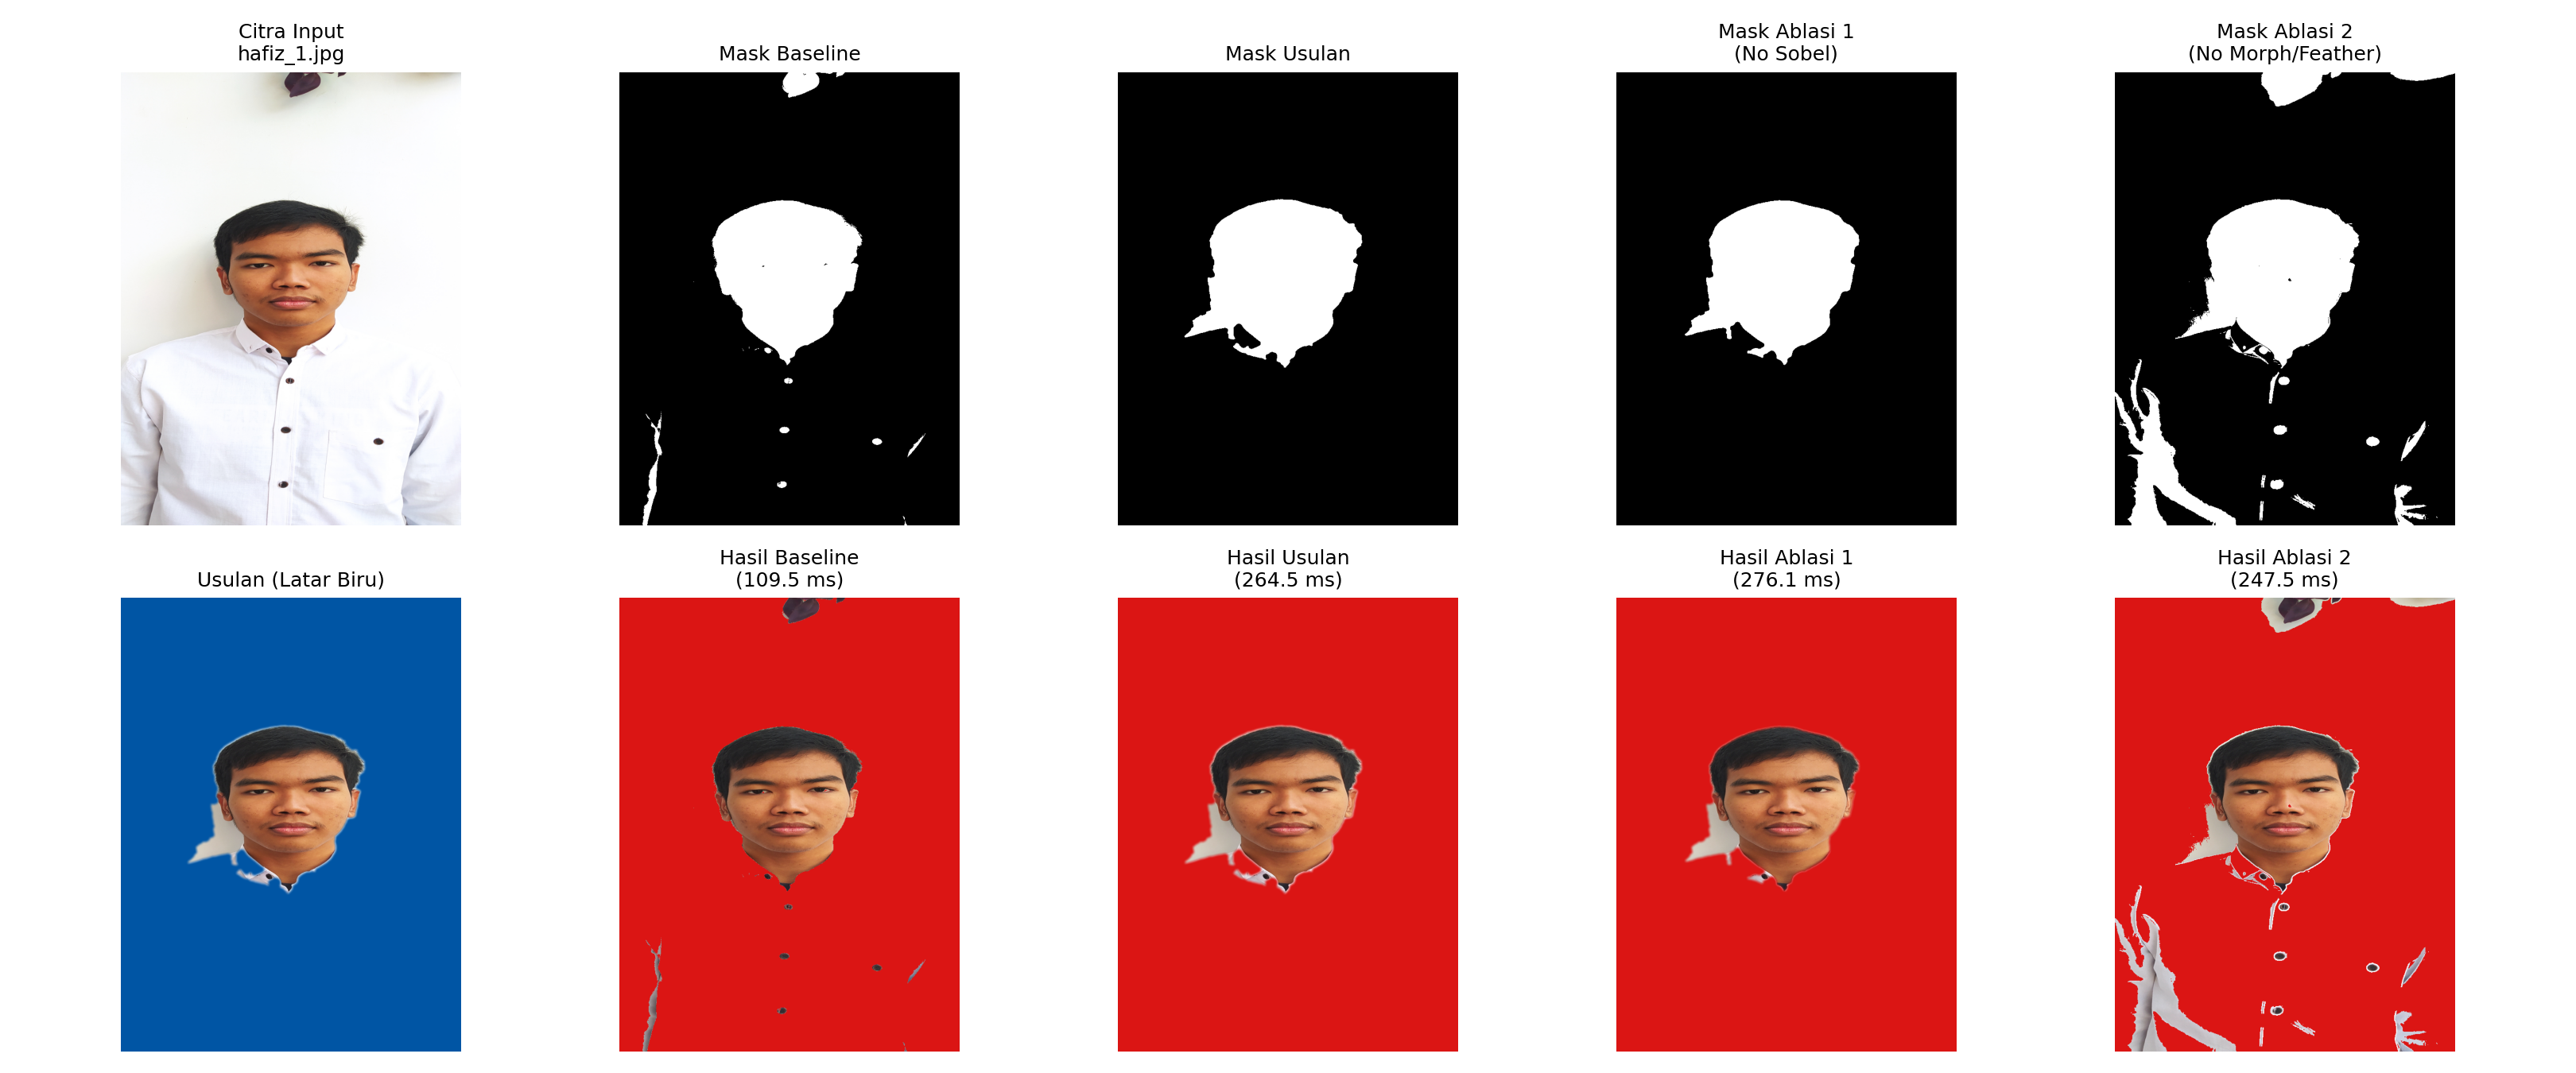 Citra Input
hafiz_1.jpg
Mask Baseline
Mask Usulan
Mask Ablasi 1
(No Sobel)
Mask Ablasi 2
(No Morph/Feather)
Usulan (Latar Biru)
Hasil Baseline
(109.5 ms)
Hasil Usulan
(264.5 ms)
Hasil Ablasi 1
(276.1 ms)
Hasil Ablasi 2
(247.5 ms)